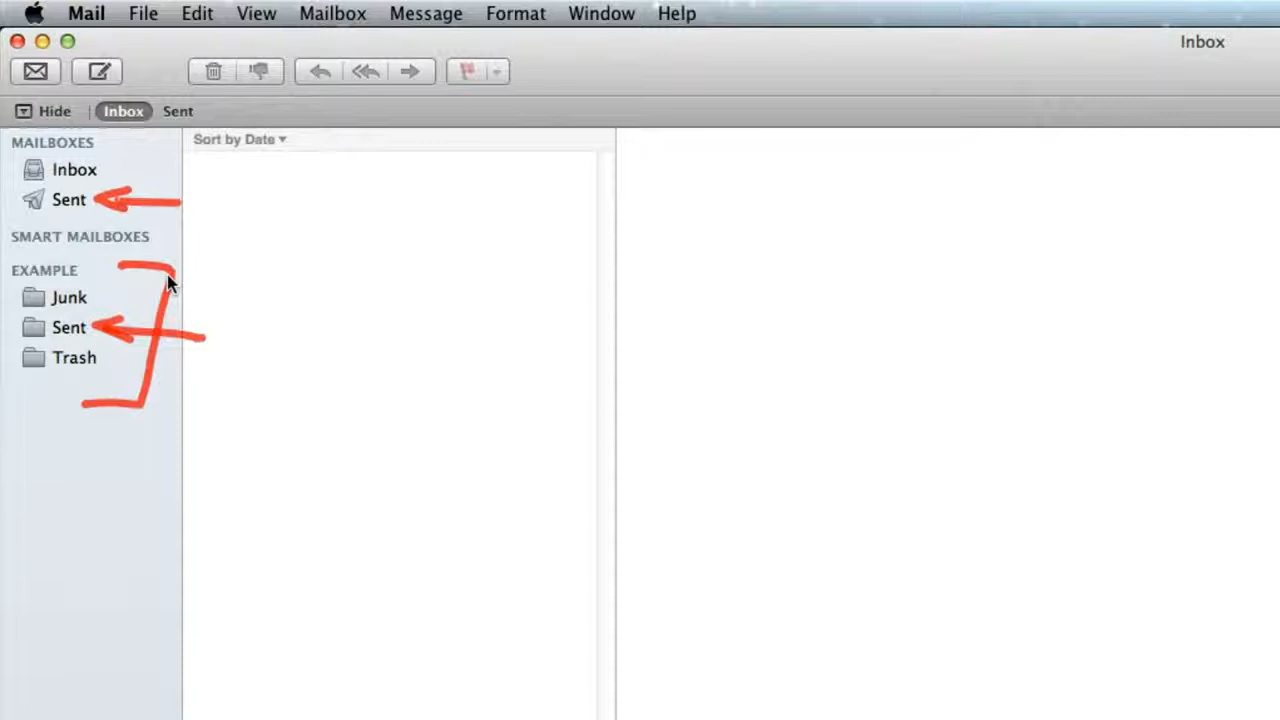 Mail File Edit View Mailbox Message Format Window Help
Inbox
Hide Inbox Sent
MAILBOXES
Inbox
Sent
SMART MAILBOXES
EXAMPLE
Junk
Sent
Trash
Sort by Date